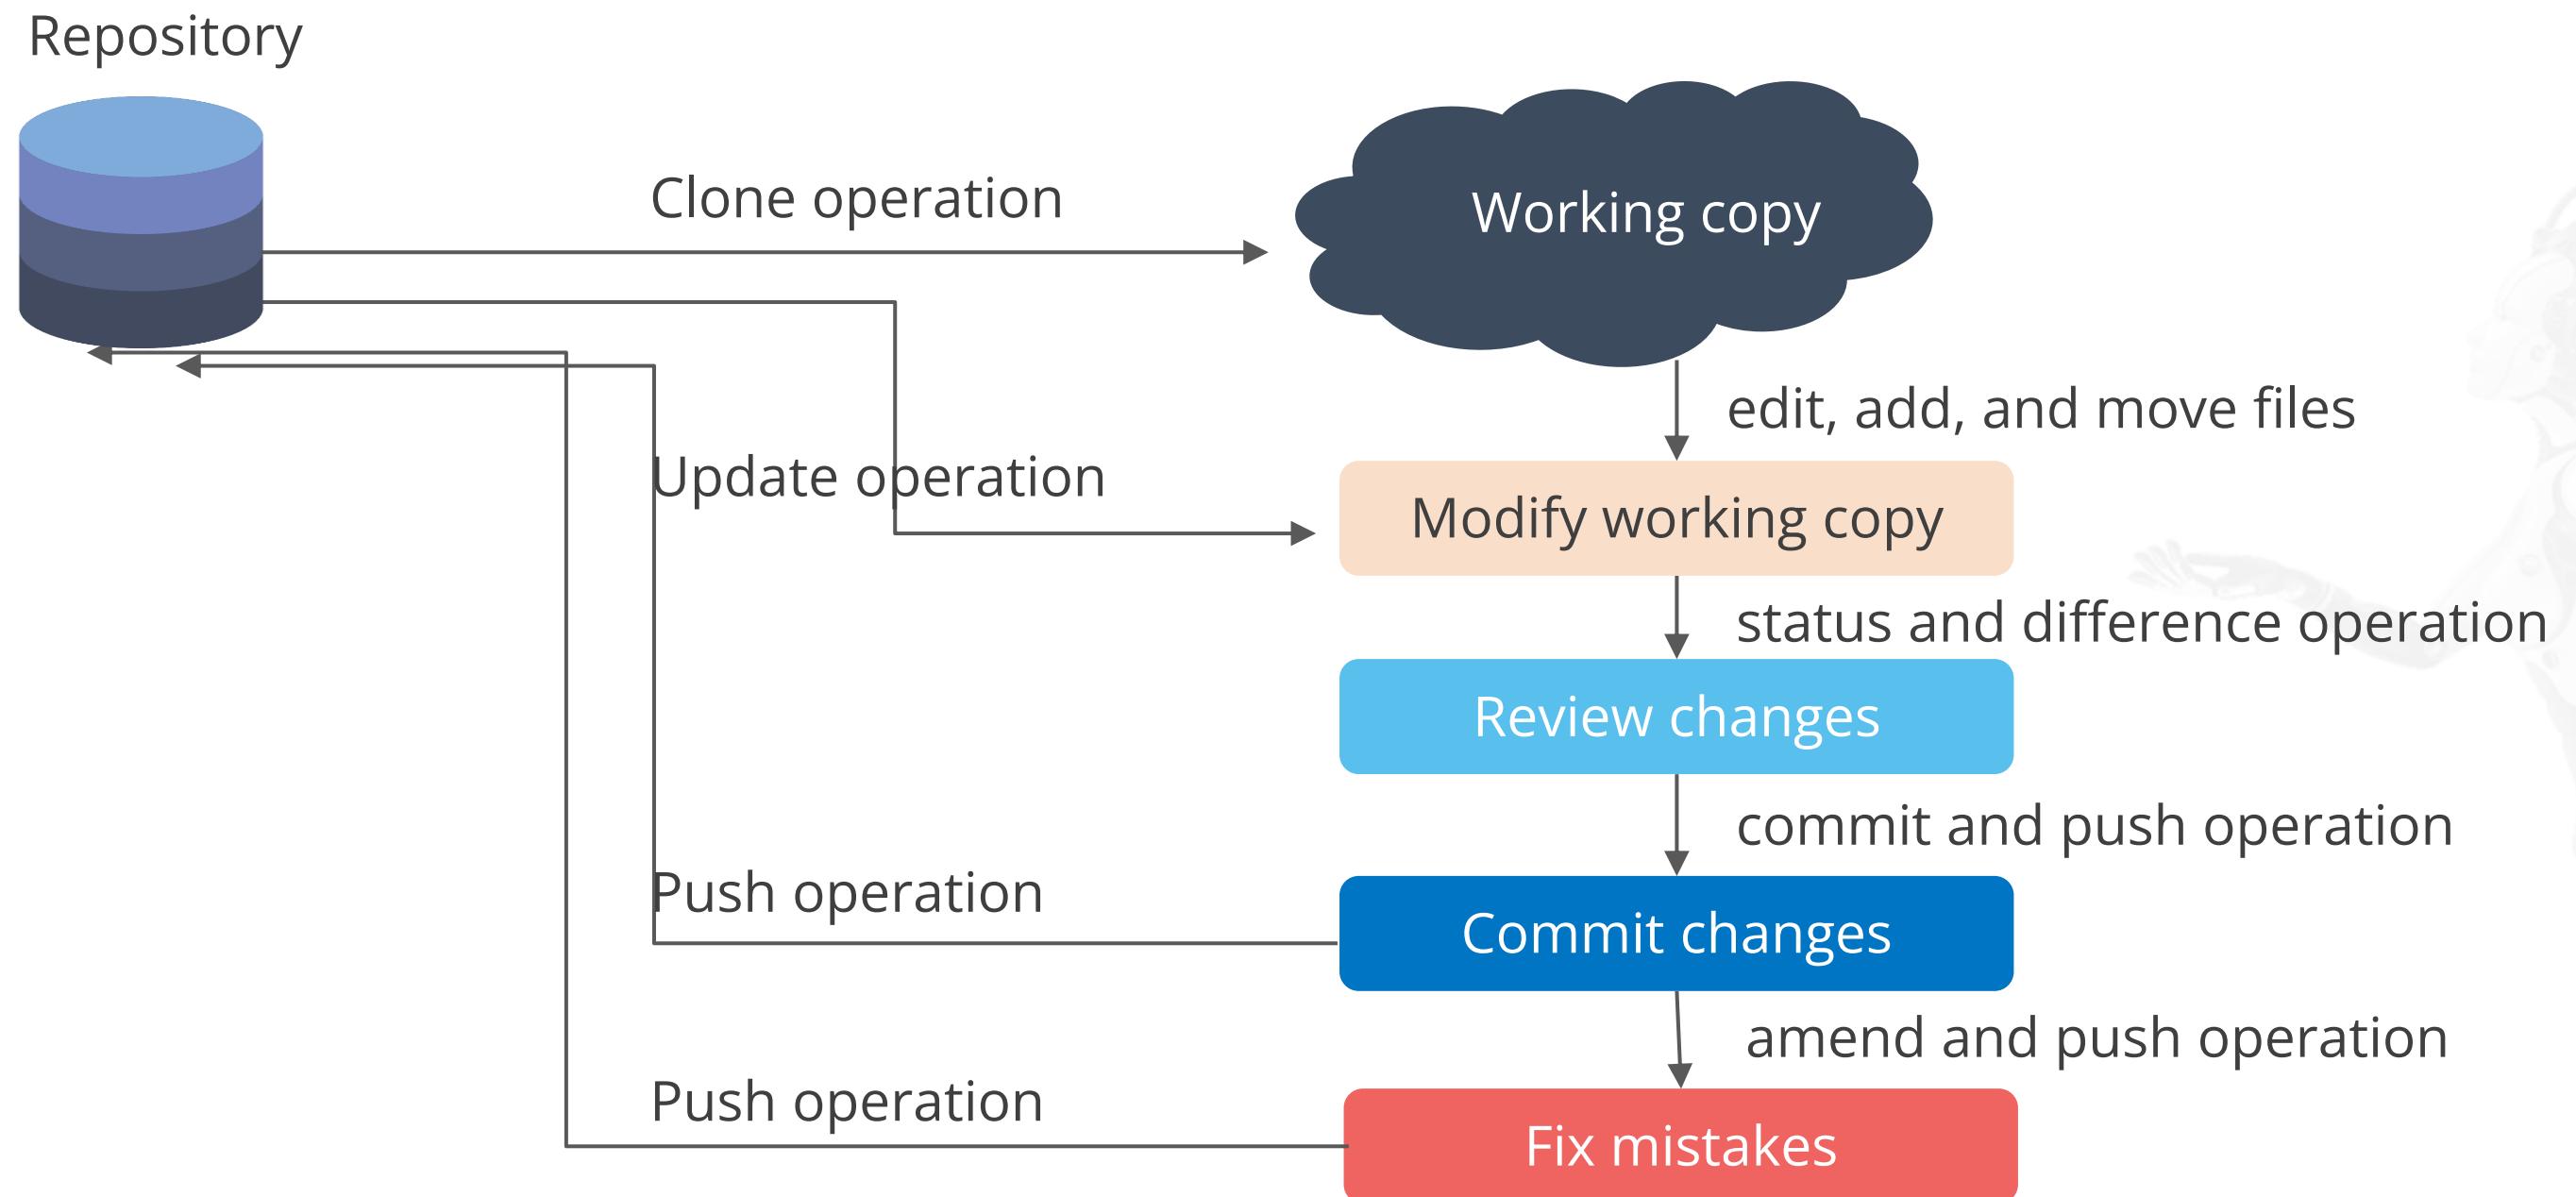 Repository
Clone operation
Working copy
edit, add, and move files
Update operation
Modify working copy
status and difference operation
Review changes
commit and push operation
Push operation
Commit changes
amend and push operation
Push operation
Fix mistakes